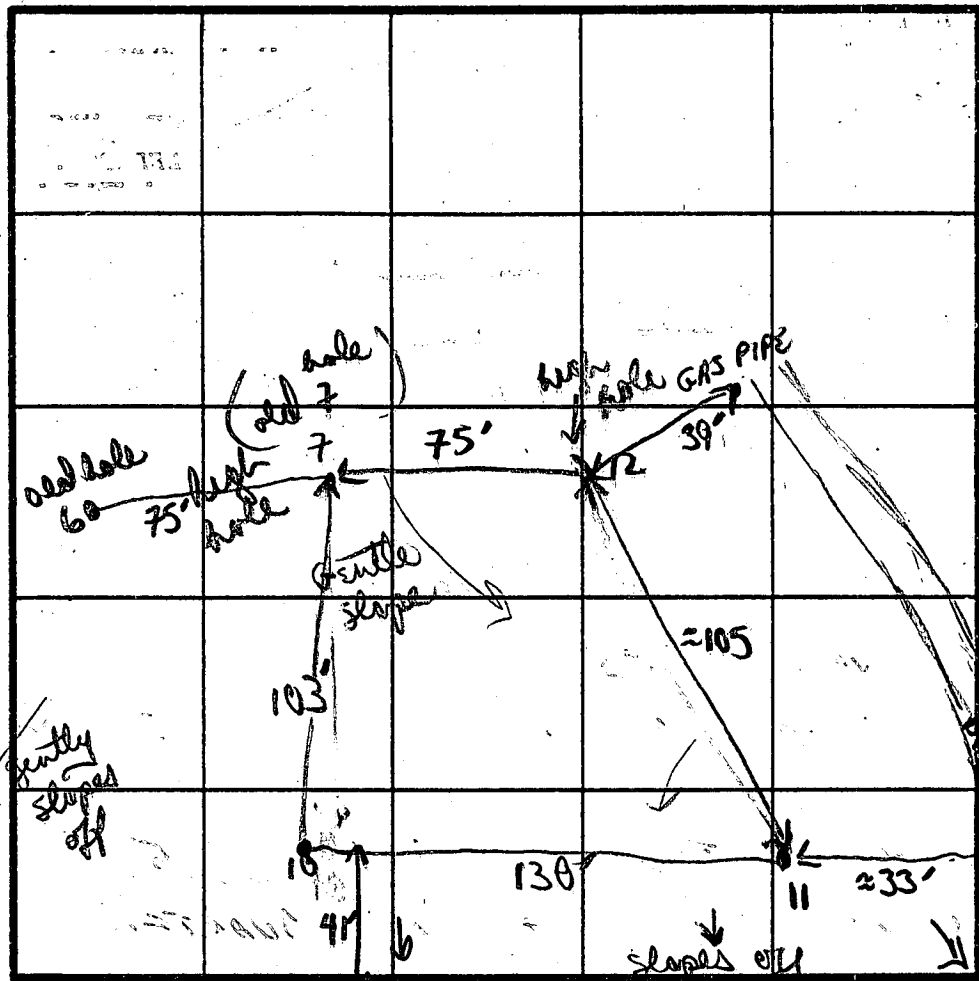 hole
(old 7)
7
75'
high
hole
GAS PIPE
39'
12
old hole
6
75'
high
hole
Gentle
slope
≈105
103'
gently
slopes
off
10
130
11
≈33'
41'
slopes off